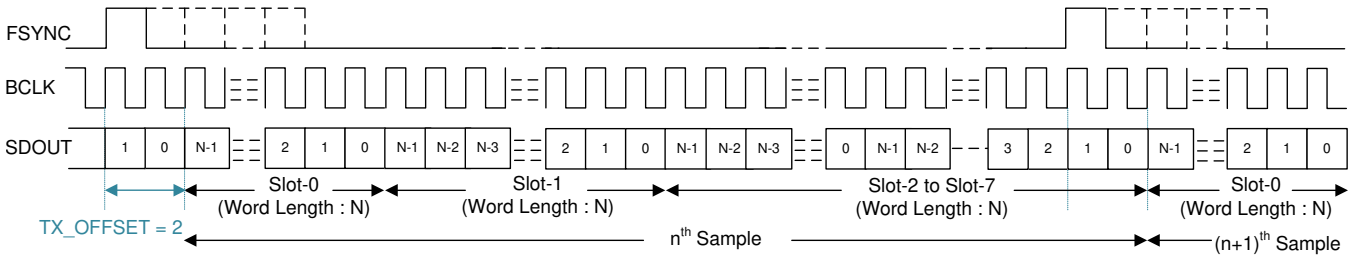 FSYNC
BCLK
SDOUT 1 0 N-1 2 1 0 N-1 N-2 N-3 2 1 0 N-1 N-2 N-3 0 N-1 N-2 3 2 1 0 N-1 2 1 0
Slot-0 Slot-1 Slot-2 to Slot-7 Slot-0
(Word Length : N) (Word Length : N) (Word Length : N) (Word Length : N)
TX_OFFSET = 2
nth Sample (n+1)th Sample